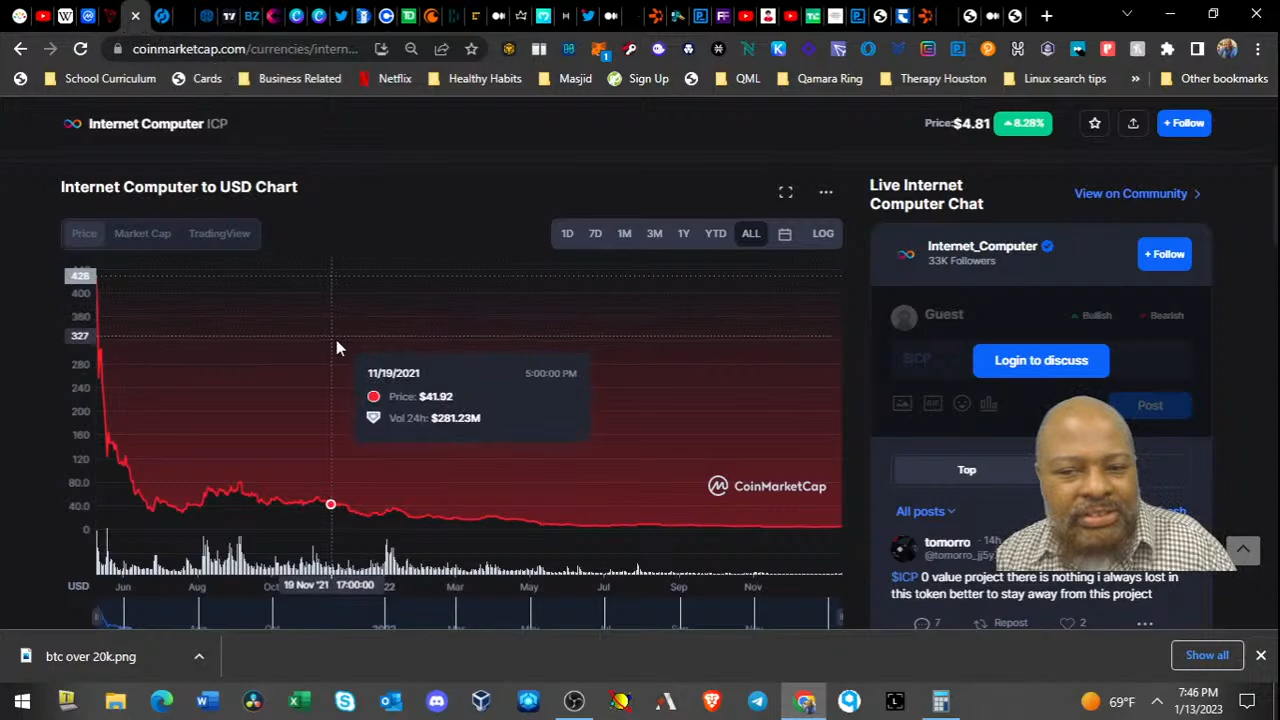 coinmarketcap.com/currencies/intern...
School Curriculum
Cards
Business Related
Netflix
Healthy Habits
Masjid
Sign Up
QML
Qamara Ring
Therapy Houston
Linux search tips
»
Other bookmarks
Internet Computer ICP
Price:$4.81
8.28%
+ Follow
Internet Computer to USD Chart
Price
Market Cap
TradingView
1D 7D 1M 3M 1Y YTD ALL LOG
428
400
360
327
280
240
200
160
120
80.0
40.0
0
11/19/2021 5:00:00 PM
Price: $41.92
Vol 24h: $281.23M
CoinMarketCap
USD
Jun
Aug
19 Nov '21 17:00:00
Mar
May
Jul
Sep
Nov
2022
Live Internet
Computer Chat
View on Community
Internet_Computer
33K Followers
+ Follow
Guest
Bullish
Bearish
$ICP
Login to discuss
Post
Top
All posts
tomorro · 14h
@tomorro_jj5y
$ICP 0 value project there is nothing i always lost in
this token better to stay away from this project
7
Repost
2
btc over 20k.png
Show all
69°F
7:46 PM
1/13/2023